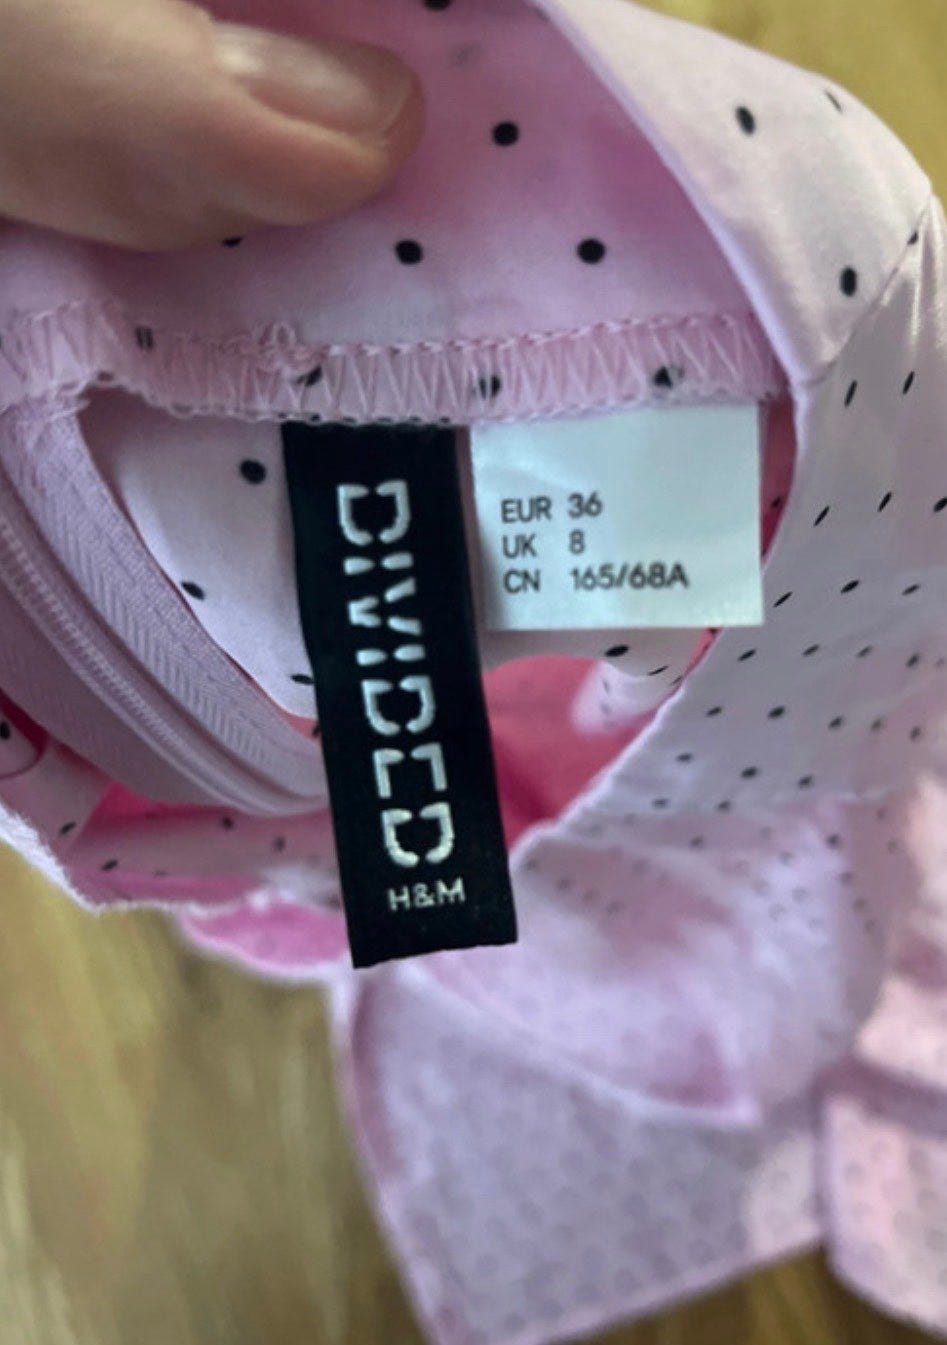 DIVIDED
H&M
EUR 36
UK 8
CN 165/68A